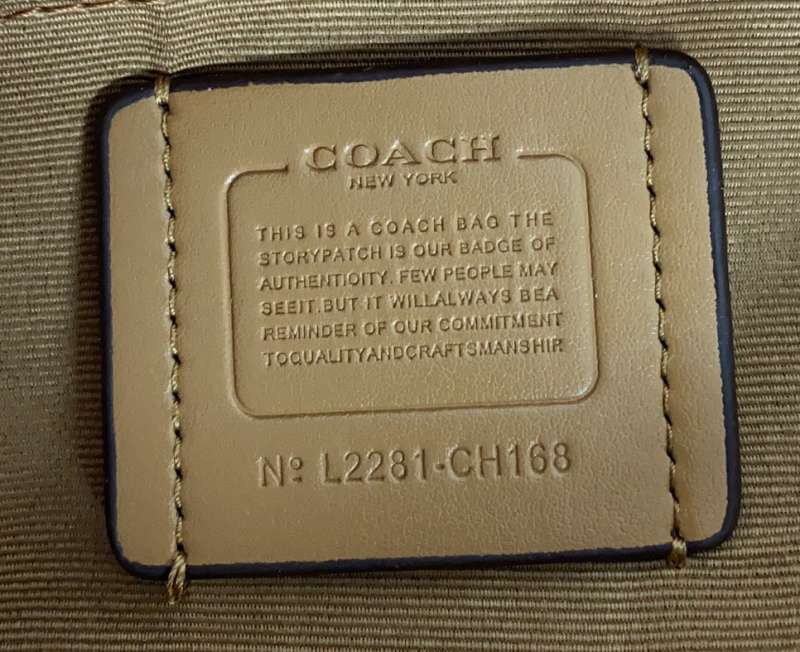 COACH
NEW YORK
THIS IS A COACH BAG THE
STORYPATCH IS OUR BADGE OF
AUTHENTIOITY. FEW PEOPLE MAY
SEEIT.BUT IT WILLALWAYS BEA
REMINDER OF OUR COMMITMENT
TOQUALITYANDCRAFTSMANSHIP.
Nº L2281-CH168